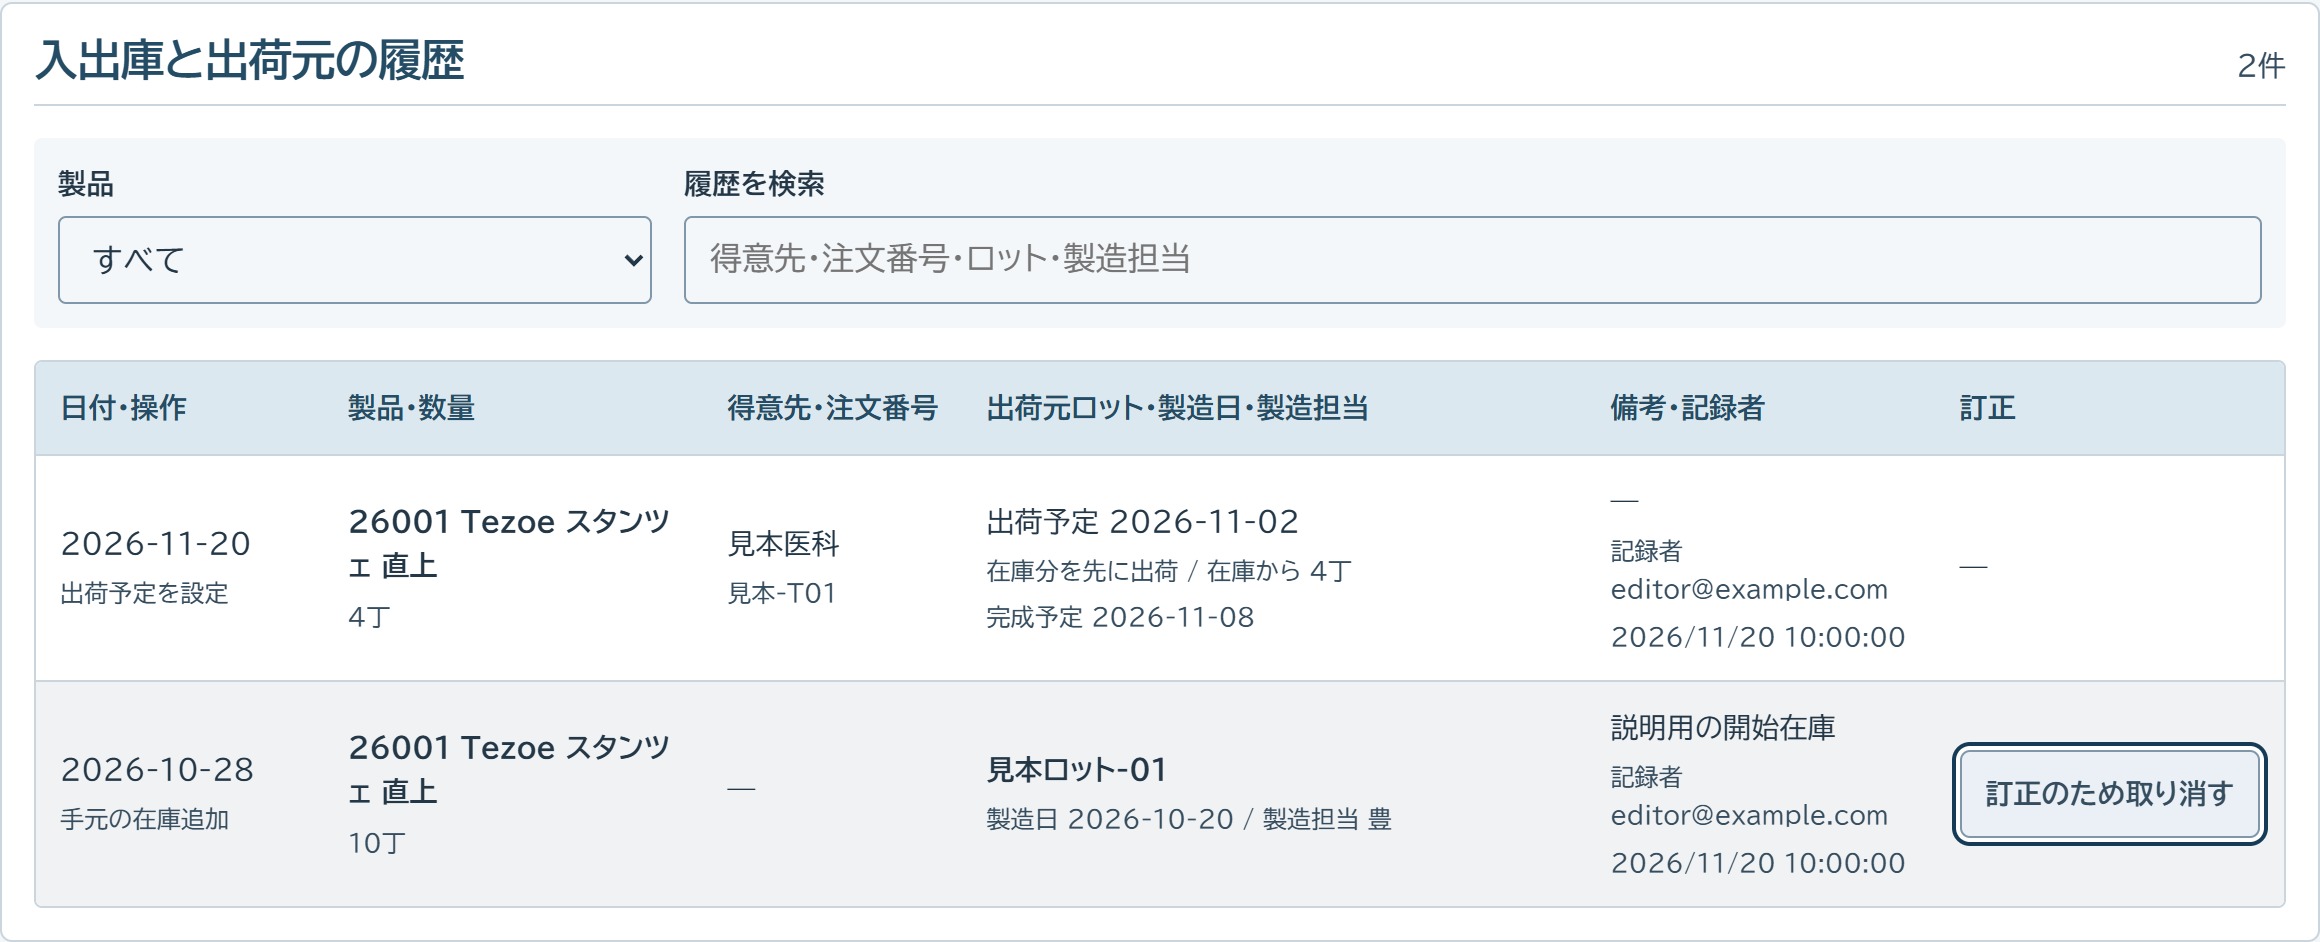 入出庫と出荷元の履歴
2件
製品
履歴を検索
すべて
得意先・注文番号・ロット・製造担当
日付・操作
製品・数量
得意先・注文番号
出荷元ロット・製造日・製造担当
備考・記録者
訂正
2026-11-20
出荷予定を設定
26001 Tezoe スタンツ
ェ 直上
4丁
見本医科
見本-T01
出荷予定 2026-11-02
在庫分を先に出荷 / 在庫から 4丁
完成予定 2026-11-08
—
記録者
editor@example.com
2026/11/20 10:00:00
—
2026-10-28
手元の在庫追加
26001 Tezoe スタンツ
ェ 直上
10丁
—
見本ロット-01
製造日 2026-10-20 / 製造担当 豊
説明用の開始在庫
記録者
editor@example.com
2026/11/20 10:00:00
訂正のため取り消す